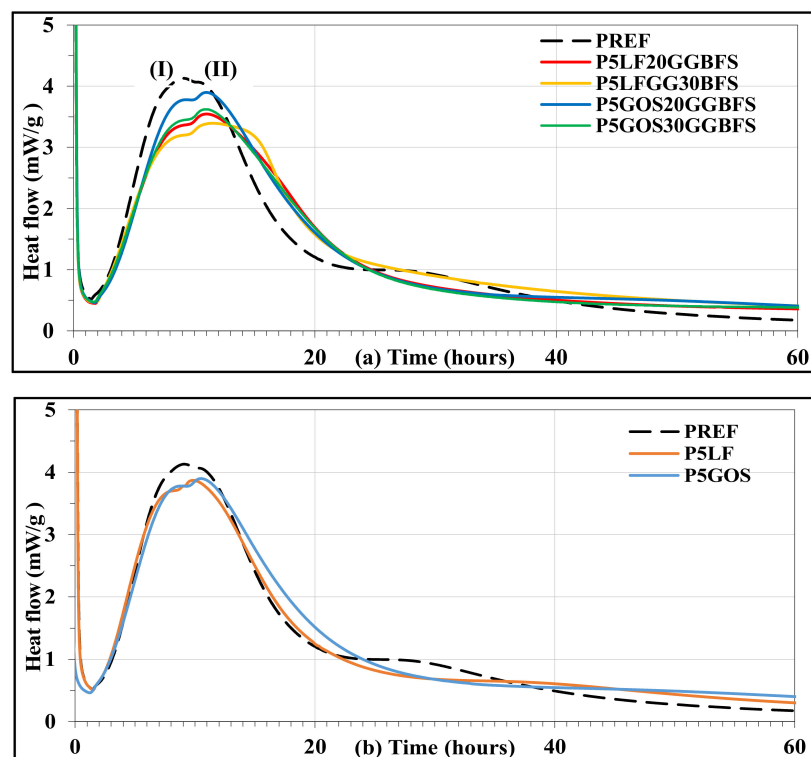 5
4
3
2
1
0
Heat flow (mW/g)
(I) (II)
PREF
P5LF20GGBFS
P5LFGG30BFS
P5GOS20GGBFS
P5GOS30GGBFS
0 20 40 60
(a) Time (hours)
5
4
3
2
1
0
Heat flow (mW/g)
PREF
P5LF
P5GOS
0 20 40 60
(b) Time (hours)